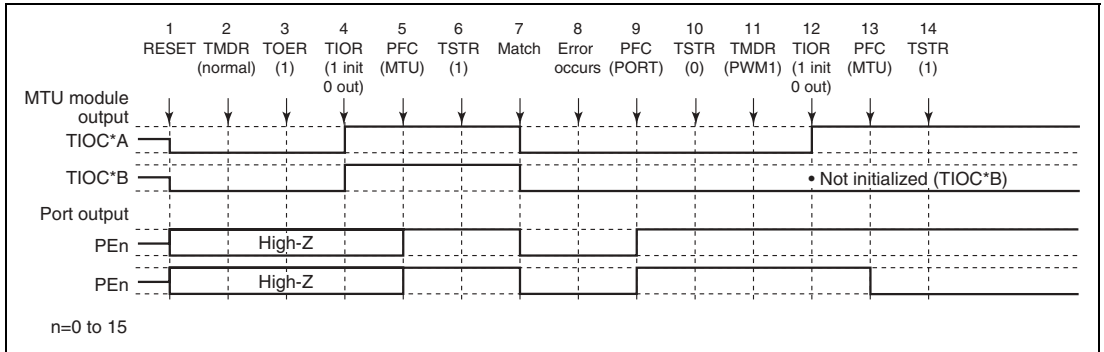 1 2 3 4 5 6 7 8 9 10 11 12 13 14
RESET TMDR TOER TIOR PFC TSTR Match Error PFC TSTR TMDR TIOR PFC TSTR
(normal) (1) (1 init (MTU) (1) occurs (PORT) (0) (PWM1) (1 init (MTU) (1)
0 out) 0 out)
MTU module
output
TIOC*A
TIOC*B
• Not initialized (TIOC*B)
Port output
PEn
High-Z
PEn
High-Z
n=0 to 15